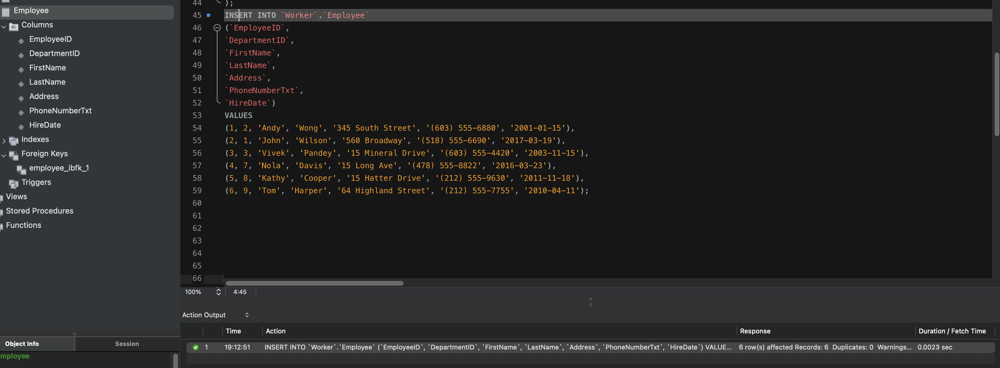 Employee
Columns
EmployeeID
DepartmentID
FirstName
LastName
Address
PhoneNumberTxt
HireDate
Indexes
Foreign Keys
employee_ibfk_1
Triggers
Views
Stored Procedures
Functions
Object Info Session
mployee
44 );
45 INSERT INTO `Worker`.`Employee`
46 (`EmployeeID`,
47 `DepartmentID`,
48 `FirstName`,
49 `LastName`,
50 `Address`,
51 `PhoneNumberTxt`,
52 `HireDate`)
53 VALUES
54 (1, 2, 'Andy', 'Wong', '345 South Street', '(603) 555-6880', '2001-01-15'),
55 (2, 1, 'John', 'Wilson', '560 Broadway', '(518) 555-6690', '2017-03-19'),
56 (3, 3, 'Vivek', 'Pandey', '15 Mineral Drive', '(603) 555-4420', '2003-11-15'),
57 (4, 7, 'Nola', 'Davis', '15 Long Ave', '(478) 555-8822', '2016-03-23'),
58 (5, 8, 'Kathy', 'Cooper', '15 Hatter Drive', '(212) 555-9630', '2011-11-18'),
59 (6, 9, 'Tom', 'Harper', '64 Highland Street', '(212) 555-7755', '2010-04-11');
60
61
62
63
64
65
66
100% 4:45
Action Output
Time Action Response Duration / Fetch Time
1 19:12:51 INSERT INTO `Worker`.`Employee` (`EmployeeID`, `DepartmentID`, `FirstName`, `LastName`, `Address`, `PhoneNumberTxt`, `HireDate`) VALUE... 6 row(s) affected Records: 6 Duplicates: 0 Warnings... 0.0023 sec